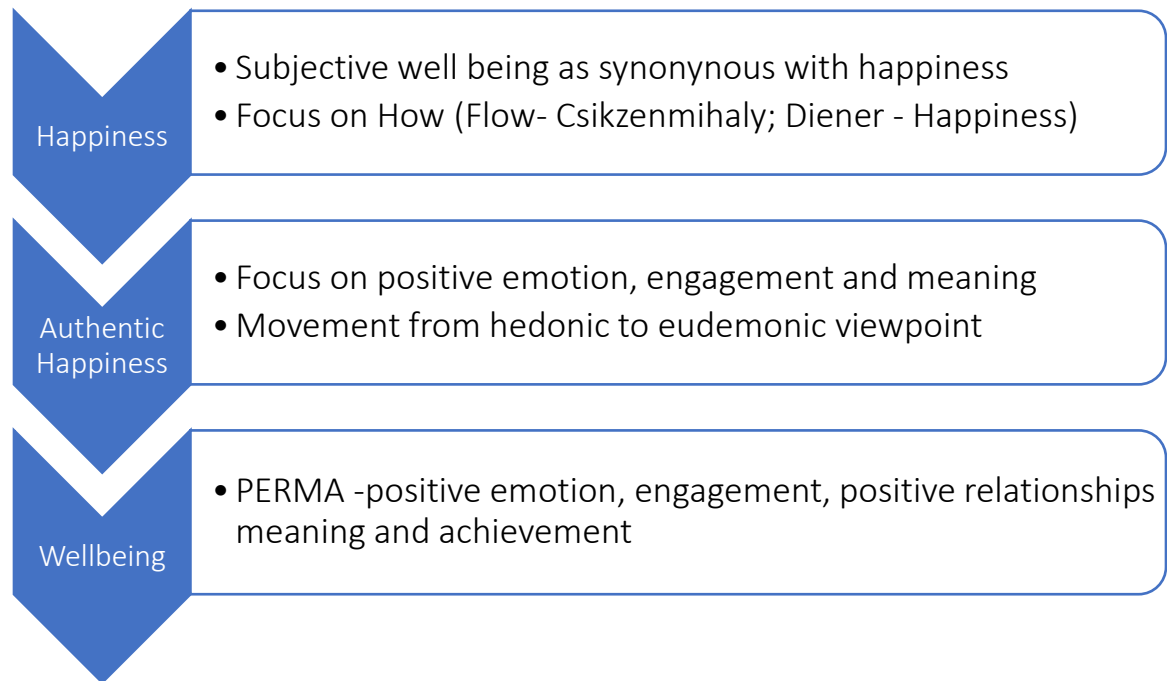 Happiness
• Subjective well being as synonynous with happiness
• Focus on How (Flow- Csikzenmihaly; Diener - Happiness)
Authentic
Happiness
• Focus on positive emotion, engagement and meaning
• Movement from hedonic to eudemonic viewpoint
Wellbeing
• PERMA -positive emotion, engagement, positive relationships
meaning and achievement